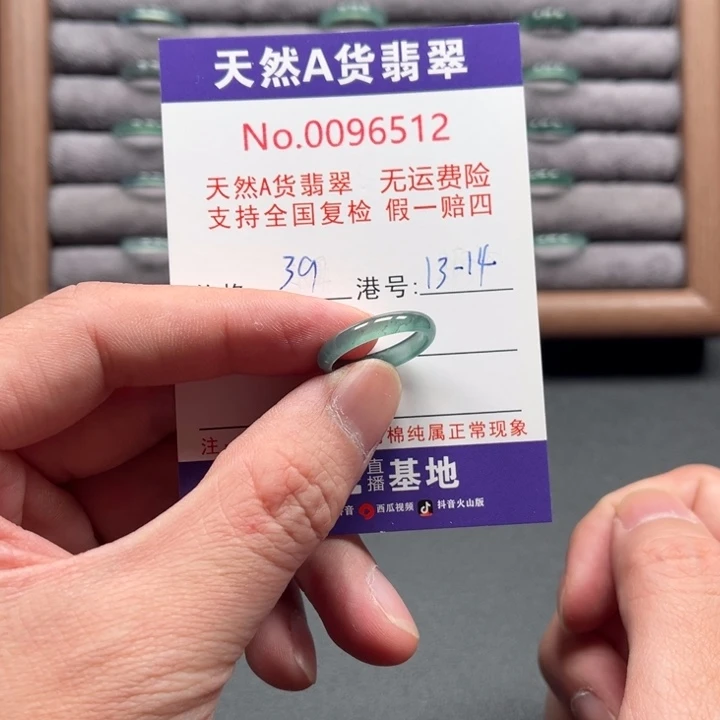 天然A货翡翠
No.0096512
天然A货翡翠 无运费险
支持全国复检 假一赔四
39 港号: 13-14
注 棉纯属正常现象
直播基地
音 西瓜视频 抖音火山版